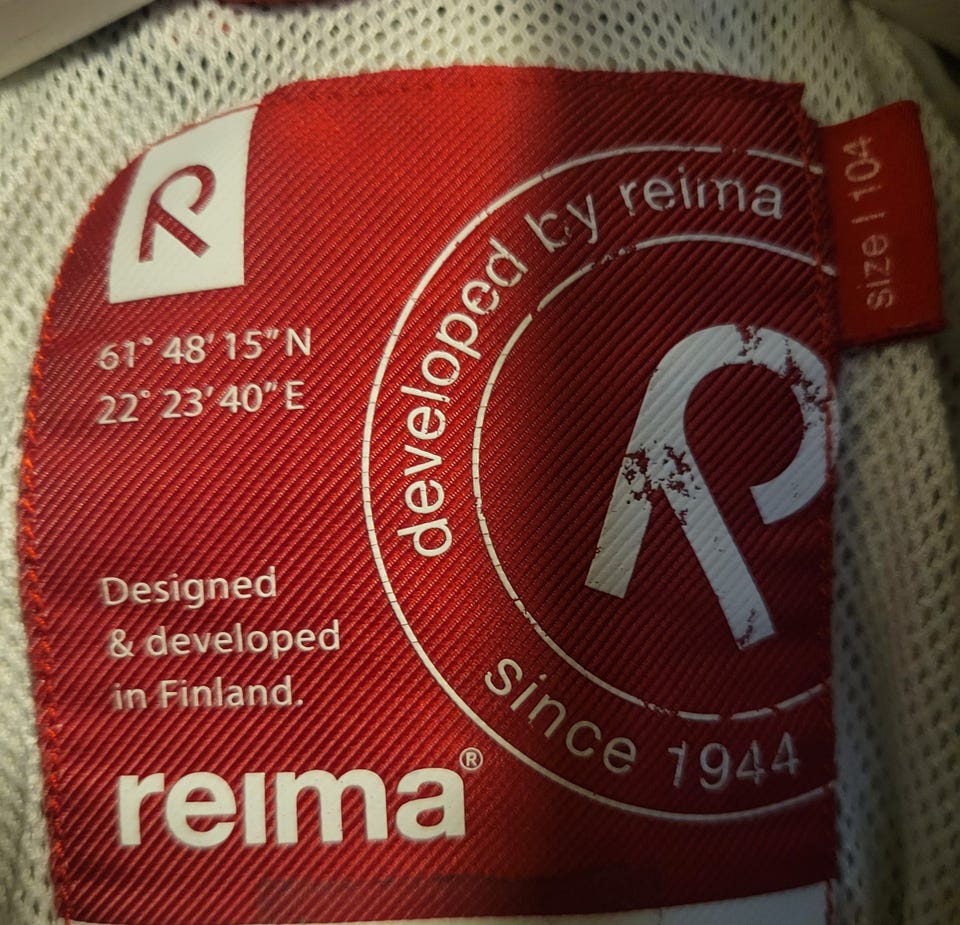 R
61° 48' 15" N
22° 23' 40" E
developed by reima
R
since 1944
Designed
& developed
in Finland.
reima®
size | 104